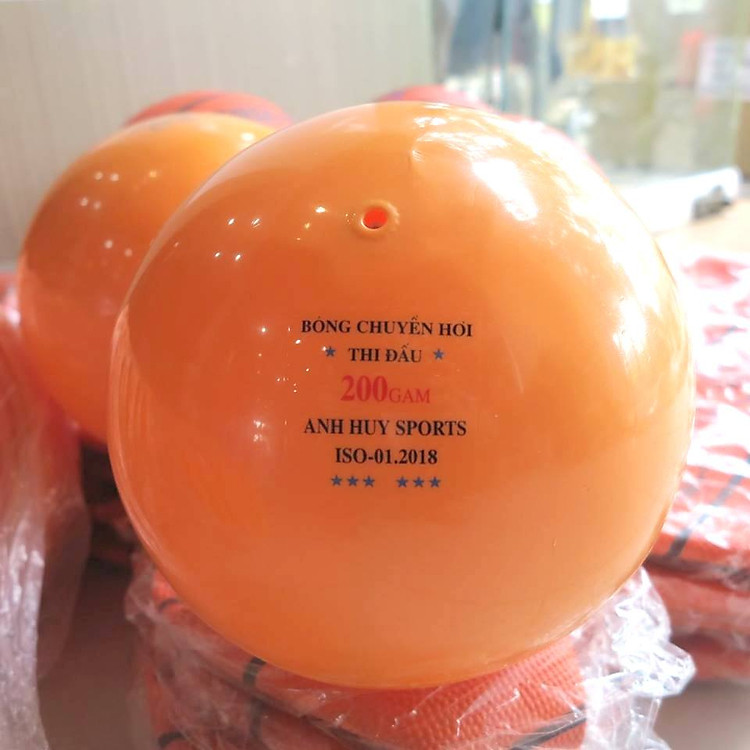 BÓNG CHUYỀN HƠI
★ THI ĐẤU ★
200GAM
ANH HUY SPORTS
ISO-01.2018
★★★ ★★★